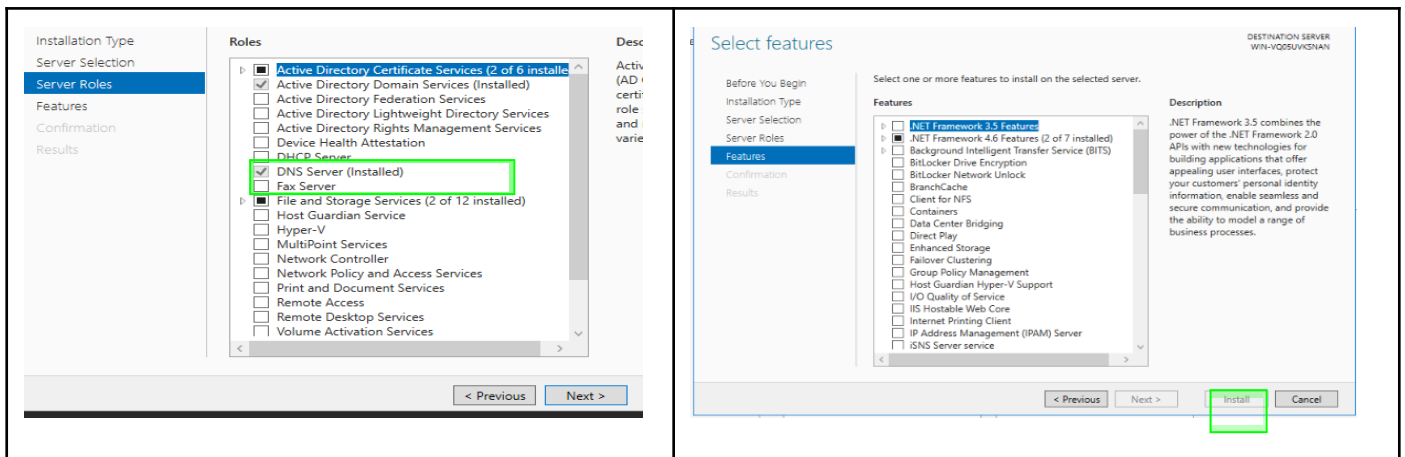 Installation Type
Server Selection
Server Roles
Features
Confirmation
Results
Roles
Active Directory Certificate Services (2 of 6 installe
Active Directory Domain Services (Installed)
Active Directory Federation Services
Active Directory Lightweight Directory Services
Active Directory Rights Management Services
Device Health Attestation
DHCP Server
DNS Server (Installed)
Fax Server
File and Storage Services (2 of 12 installed)
Host Guardian Service
Hyper-V
MultiPoint Services
Network Controller
Network Policy and Access Services
Print and Document Services
Remote Access
Remote Desktop Services
Volume Activation Services
Desc
Activ
(AD
certi
role
and
varie
< Previous
Next >
Select features
DESTINATION SERVER
WIN-VQ05UVKSNAN
Before You Begin
Installation Type
Server Selection
Server Roles
Features
Confirmation
Results
Select one or more features to install on the selected server.
Features
.NET Framework 3.5 Features
.NET Framework 4.6 Features (2 of 7 installed)
Background Intelligent Transfer Service (BITS)
BitLocker Drive Encryption
BitLocker Network Unlock
BranchCache
Client for NFS
Containers
Data Center Bridging
Direct Play
Enhanced Storage
Failover Clustering
Group Policy Management
Host Guardian Hyper-V Support
I/O Quality of Service
IIS Hostable Web Core
Internet Printing Client
IP Address Management (IPAM) Server
iSNS Server service
Description
.NET Framework 3.5 combines the
power of the .NET Framework 2.0
APIs with new technologies for
building applications that offer
appealing user interfaces, protect
your customers' personal identity
information, enable seamless and
secure communication, and provide
the ability to model a range of
business processes.
< Previous
Next >
Install
Cancel